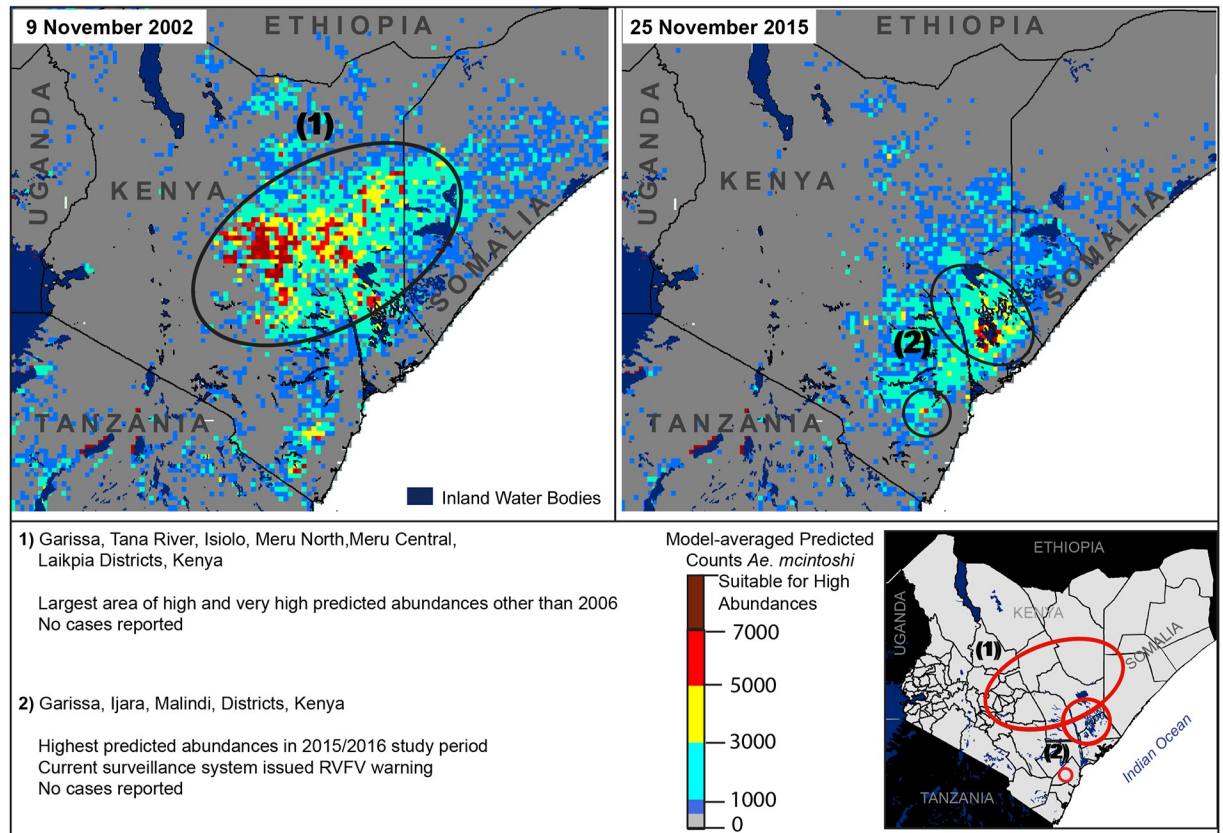 9 November 2002
ETHIOPIA
UGANDA
(1)
KENYA
SOMALIA
TANZANIA
Inland Water Bodies
25 November 2015
ETHIOPIA
UGANDA
KENYA
SOMALIA
(2)
TANZANIA
1) Garissa, Tana River, Isiolo, Meru North,Meru Central,
Laikpia Districts, Kenya
Largest area of high and very high predicted abundances other than 2006
No cases reported
2) Garissa, Ijara, Malindi, Districts, Kenya
Highest predicted abundances in 2015/2016 study period
Current surveillance system issued RVFV warning
No cases reported
Model-averaged Predicted
Counts Ae. mcintoshi
Suitable for High
Abundances
7000
5000
3000
1000
0
ETHIOPIA
UGANDA
KENYA
(1)
SOMALIA
(2)
Indian Ocean
TANZANIA